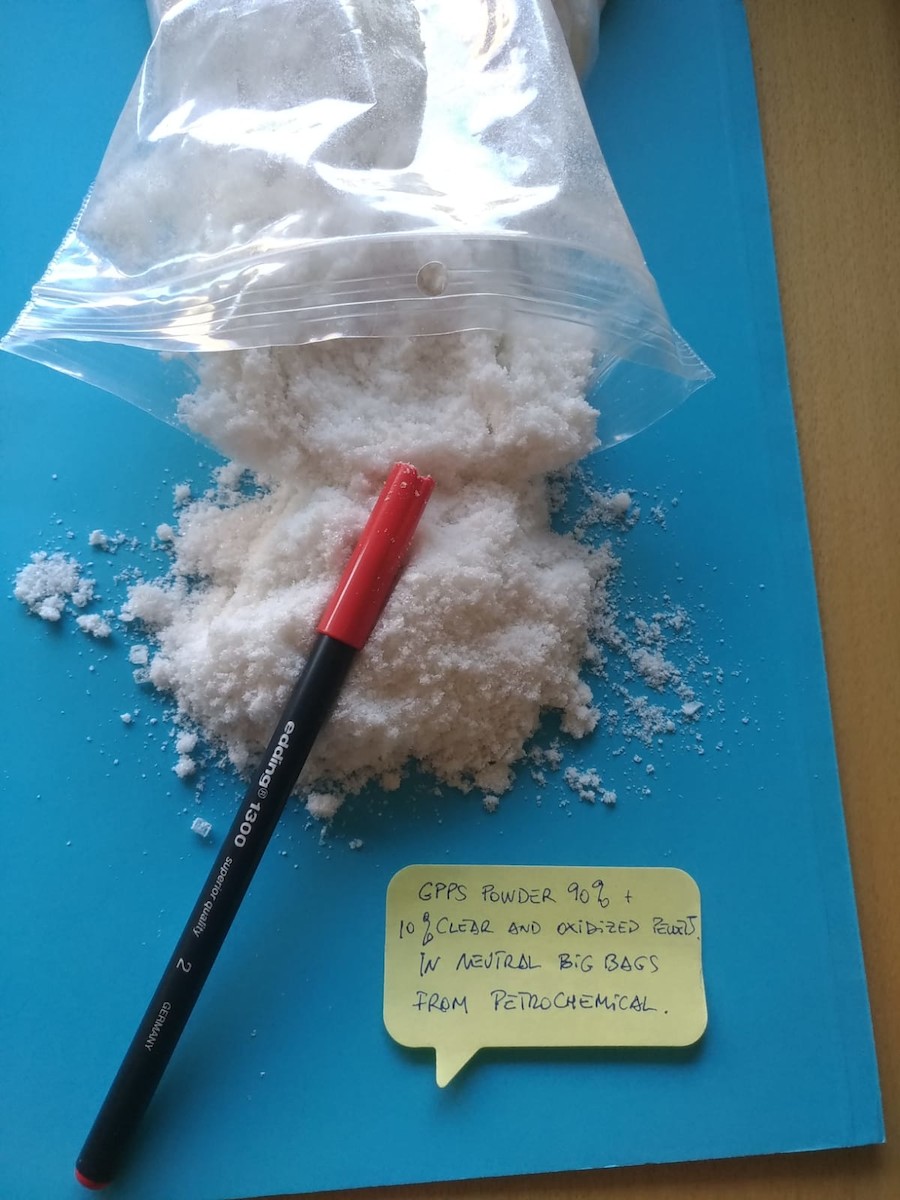 edding® 1300
superior quality
2
GERMANY
GPPS POWDER 90% +
10% CLEAR AND OXIDIZED
IN NEUTRAL BIG BAGS
FROM PETROCHEMICAL.